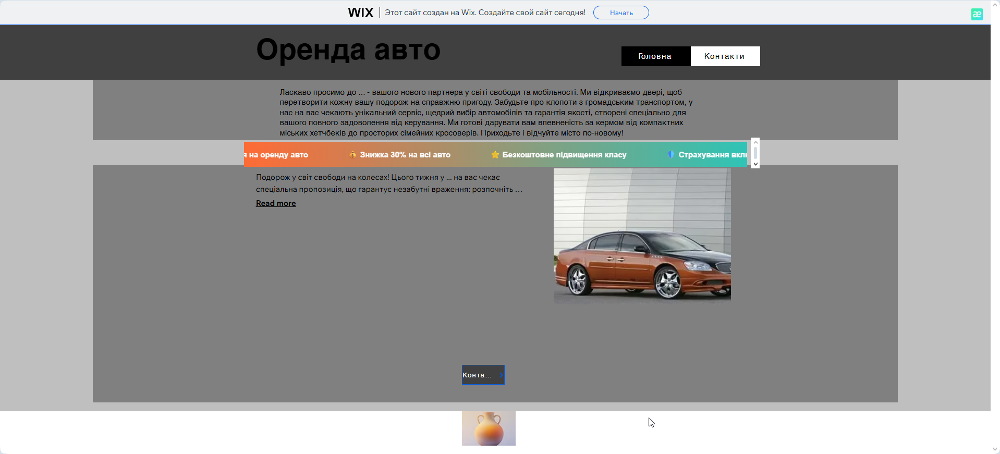 WIX Этот сайт создан на Wix. Создайте свой сайт сегодня! Начать
æ
Оренда авто
Головна Контакти
Ласкаво просимо до ... - вашого нового партнера у світі свободи та мобільності. Ми відкриваємо двері, щоб
перетворити кожну вашу подорож на справжню пригоду. Забудьте про клопоти з громадським транспортом, у
нас на вас чекають унікальний сервіс, щедрий вибір автомобілів та гарантія якості, створені спеціально для
вашого повного задоволення від керування. Ми готові дарувати вам впевненість за кермом від компактних
міських хетчбеків до просторих сімейних кросоверів. Приходьте і відчуйте місто по-новому!
я на оренду авто 💰 Знижка 30% на всі авто ⭐ Безкоштовне підвищення класу 🛡 Страхування вкл
Подорож у світ свободи на колесах! Цього тижня у ... на вас чекає
спеціальна пропозиція, що гарантує незабутні враження: розпочніть ...
Read more
Конта...